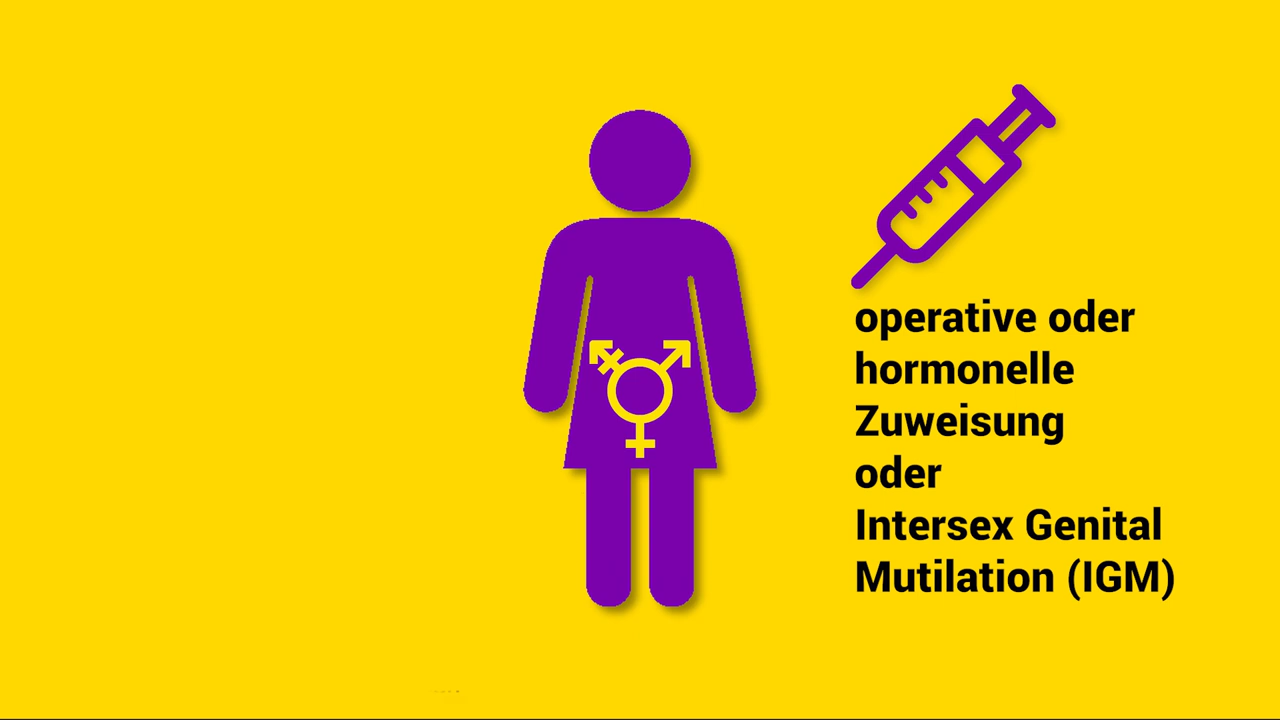 operative oder
hormonelle
Zuweisung
oder
Intersex Genital
Mutilation (IGM)